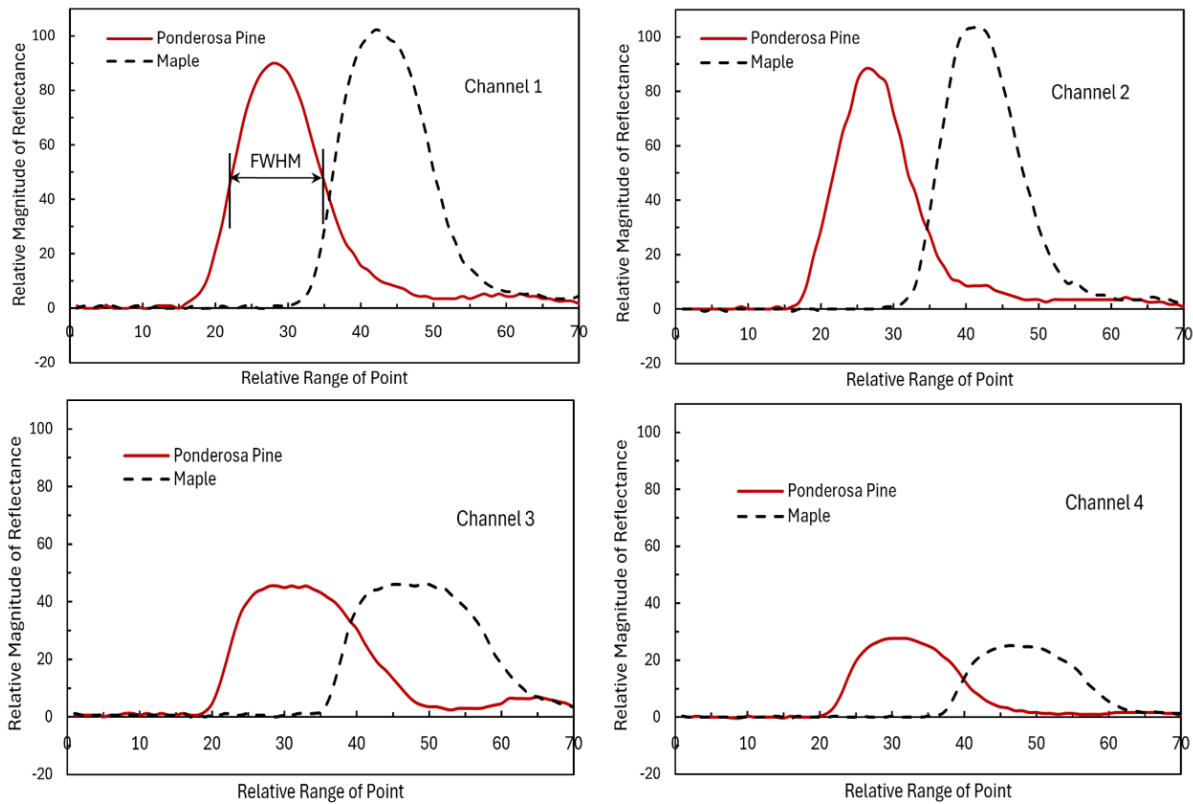 Relative Magnitude of Reflectance
100
80
60
40
20
0
-20
Ponderosa Pine
Maple
Channel 1
FWHM
0 10 20 30 40 50 60 70
Relative Range of Point
Relative Magnitude of Reflectance
100
80
60
40
20
0
-20
Ponderosa Pine
Maple
Channel 2
0 10 20 30 40 50 60 70
Relative Range of Point
Relative Magnitude of Reflectance
100
80
60
40
20
0
-20
Ponderosa Pine
Maple
Channel 3
0 10 20 30 40 50 60 70
Relative Range of Point
Relative Magnitude of Reflectance
100
80
60
40
20
0
-20
Ponderosa Pine
Maple
Channel 4
0 10 20 30 40 50 60 70
Relative Range of Point